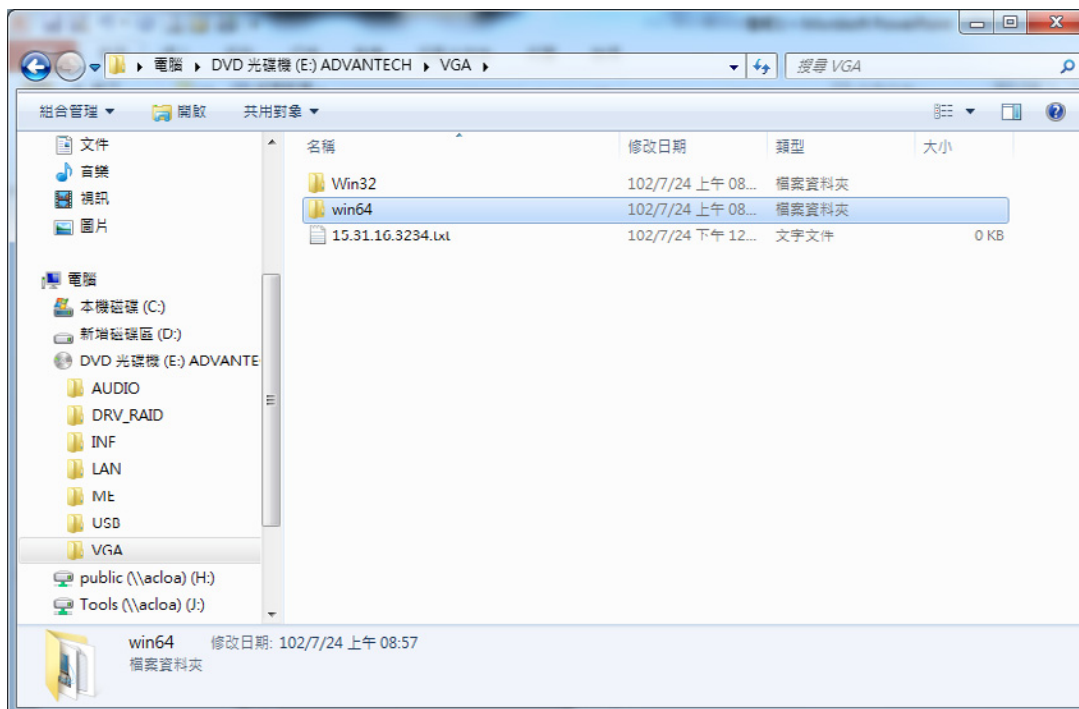 電腦 ▸ DVD 光碟機 (E:) ADVANTECH ▸ VGA ▸
搜尋 VGA
組合管理 開啟 共用對象
文件
音樂
視訊
圖片
電腦
本機磁碟 (C:)
新增磁碟區 (D:)
DVD 光碟機 (E:) ADVANTE
AUDIO
DRV_RAID
INF
LAN
ME
USB
VGA
public (\\acloa) (H:)
Tools (\\acloa) (J:)
名稱 修改日期 類型 大小
Win32 102/7/24 上午 08... 檔案資料夾
win64 102/7/24 上午 08... 檔案資料夾
15.31.16.3234.txt 102/7/24 下午 12... 文字文件 0 KB
win64 修改日期: 102/7/24 上午 08:57
檔案資料夾